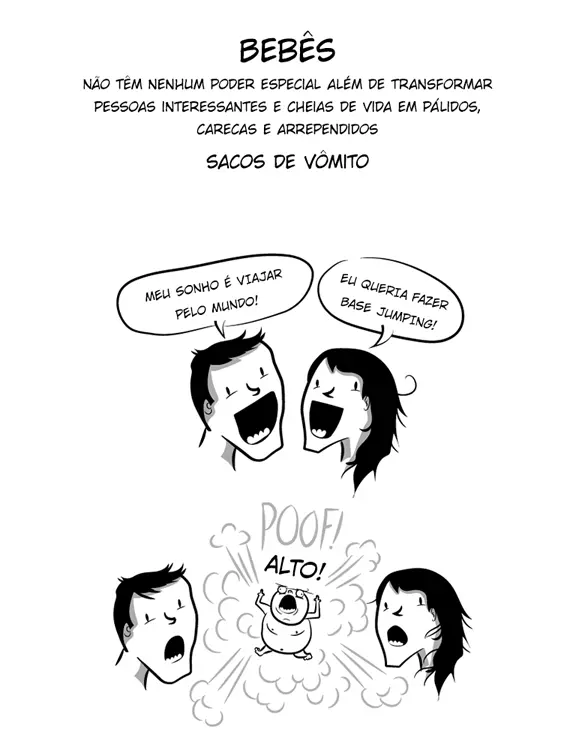 BEBÊS
NÃO TÊM NENHUM PODER ESPECIAL ALÉM DE TRANSFORMAR
PESSOAS INTERESSANTES E CHEIAS DE VIDA EM PÁLIDOS,
CARECAS E ARREPENDIDOS
SACOS DE VÔMITO
MEU SONHO É VIAJAR
PELO MUNDO!
EU QUERIA FAZER
BASE JUMPING!
POOF!
ALTO!